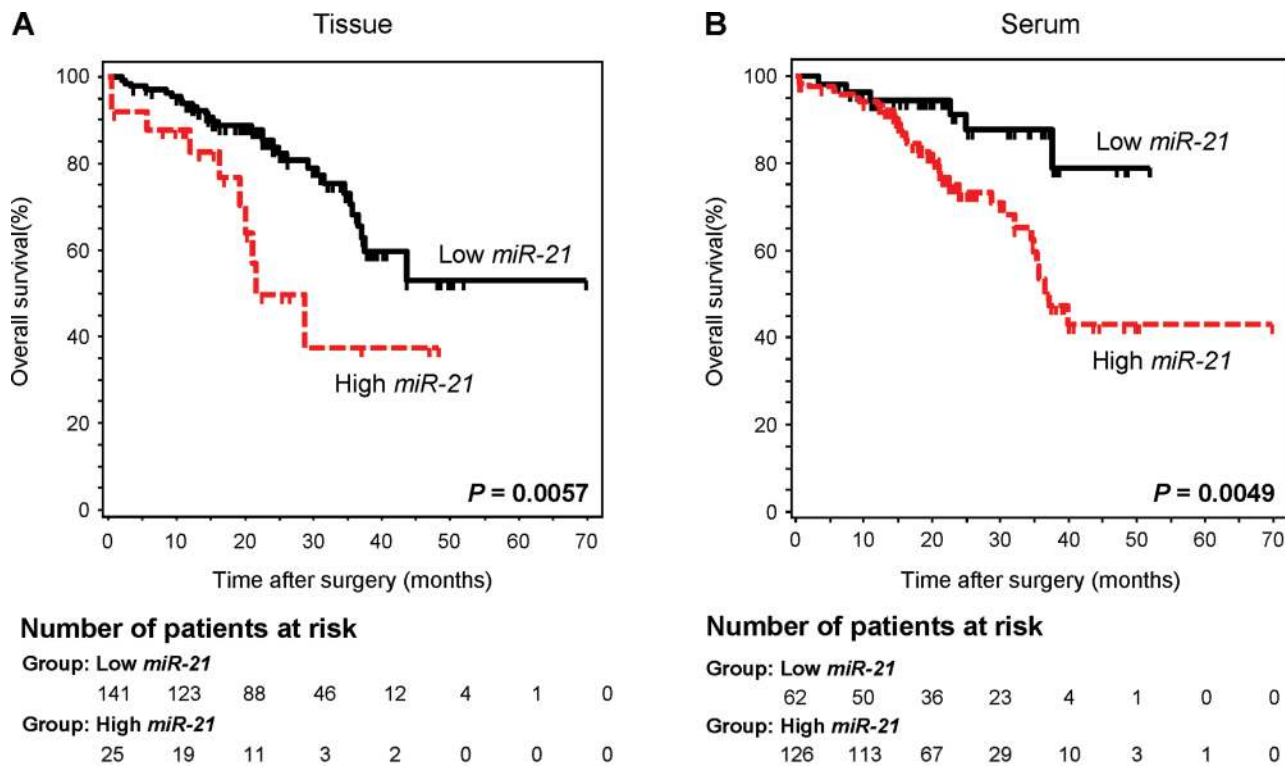 A Tissue
100
80
60
40
20
0
Overall survival(%)
Low miR-21
High miR-21
P = 0.0057
0 10 20 30 40 50 60 70
Time after surgery (months)
Number of patients at risk
Group: Low miR-21
141 123 88 46 12 4 1 0
Group: High miR-21
25 19 11 3 2 0 0 0
B Serum
100
80
60
40
20
0
Overall survival(%)
Low miR-21
High miR-21
P = 0.0049
0 10 20 30 40 50 60 70
Time after surgery (months)
Number of patients at risk
Group: Low miR-21
62 50 36 23 4 1 0 0
Group: High miR-21
126 113 67 29 10 3 1 0